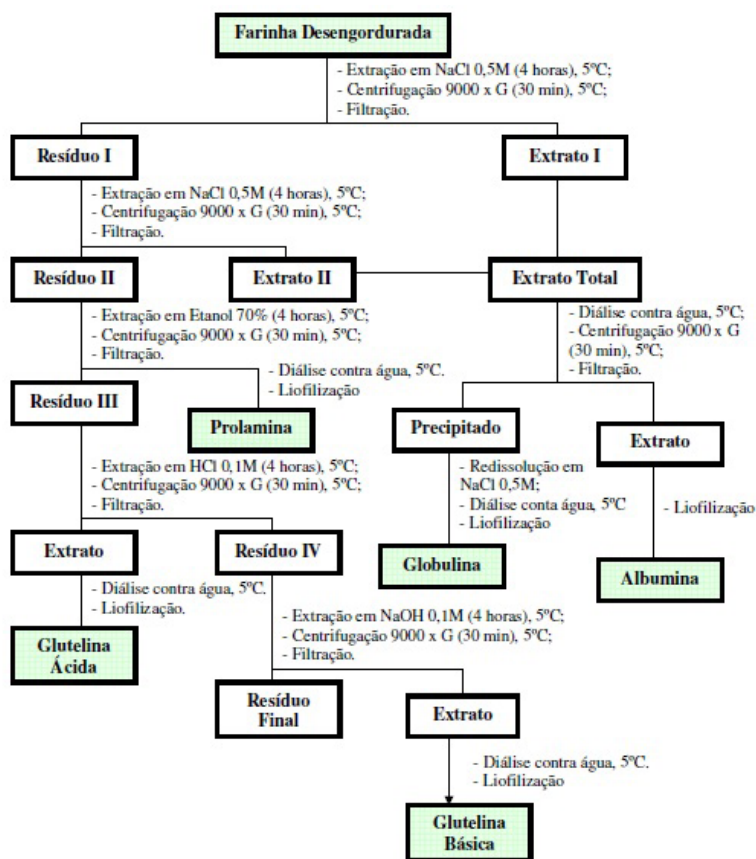 Farinha Desengordurada
- Extração em NaCl 0,5M (4 horas), 5ºC;
- Centrifugação 9000 x G (30 min), 5ºC;
- Filtração.
Resíduo I
Extrato I
- Extração em NaCl 0,5M (4 horas), 5ºC;
- Centrifugação 9000 x G (30 min), 5ºC;
- Filtração.
Resíduo II
Extrato II
Extrato Total
- Extração em Etanol 70% (4 horas), 5ºC;
- Centrifugação 9000 x G (30 min), 5ºC;
- Filtração.
- Diálise contra água, 5ºC;
- Centrifugação 9000 x G
(30 min), 5ºC;
- Filtração.
- Diálise contra água, 5ºC.
- Liofilização
Resíduo III
Prolamina
Precipitado
Extrato
- Extração em HCl 0,1M (4 horas), 5ºC;
- Centrifugação 9000 x G (30 min), 5ºC;
- Filtração.
- Redissolução em
NaCl 0,5M;
- Diálise conta água, 5ºC
- Liofilização
- Liofilização
Extrato
Resíduo IV
Globulina
Albumina
- Diálise contra água, 5ºC.
- Liofilização.
- Extração em NaOH 0,1M (4 horas), 5ºC;
- Centrifugação 9000 x G (30 min), 5ºC;
- Filtração.
Glutelina
Ácida
Resíduo
Final
Extrato
- Diálise contra água, 5ºC.
- Liofilização
Glutelina
Básica